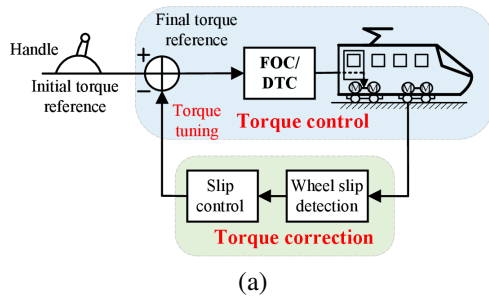 Final torque
reference
Handle
Initial torque
reference
+
−
FOC/
DTC
M M M M
Torque
tuning
Torque control
Slip
control
Wheel slip
detection
Torque correction
(a)